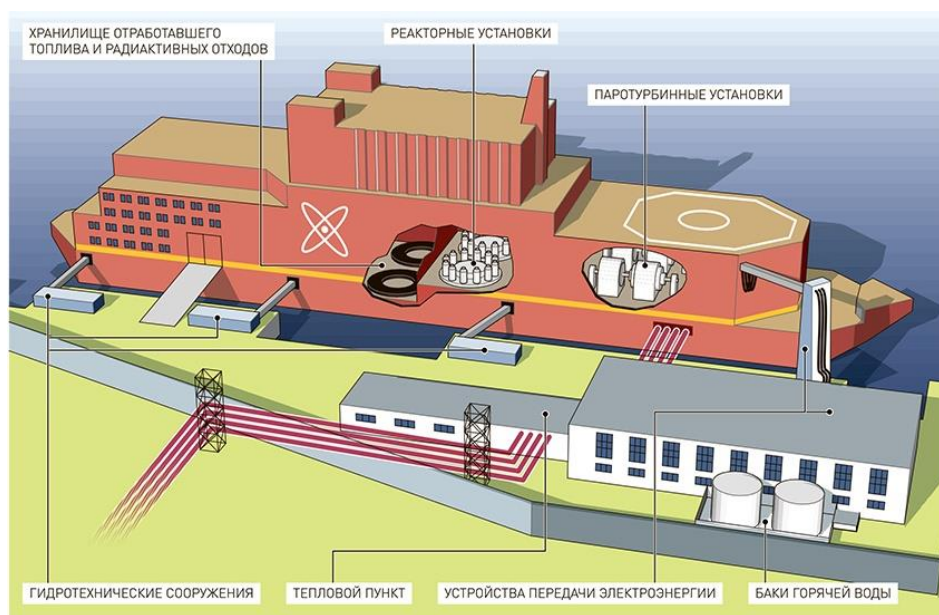 ХРАНИЛИЩЕ ОТРАБОТАВШЕГО
ТОПЛИВА И РАДИАКТИВНЫХ ОТХОДОВ
РЕАКТОРНЫЕ УСТАНОВКИ
ПАРОТУРБИННЫЕ УСТАНОВКИ
ГИДРОТЕХНИЧЕСКИЕ СООРУЖЕНИЯ
ТЕПЛОВОЙ ПУНКТ
УСТРОЙСТВА ПЕРЕДАЧИ ЭЛЕКТРОЭНЕРГИИ
БАКИ ГОРЯЧЕЙ ВОДЫ